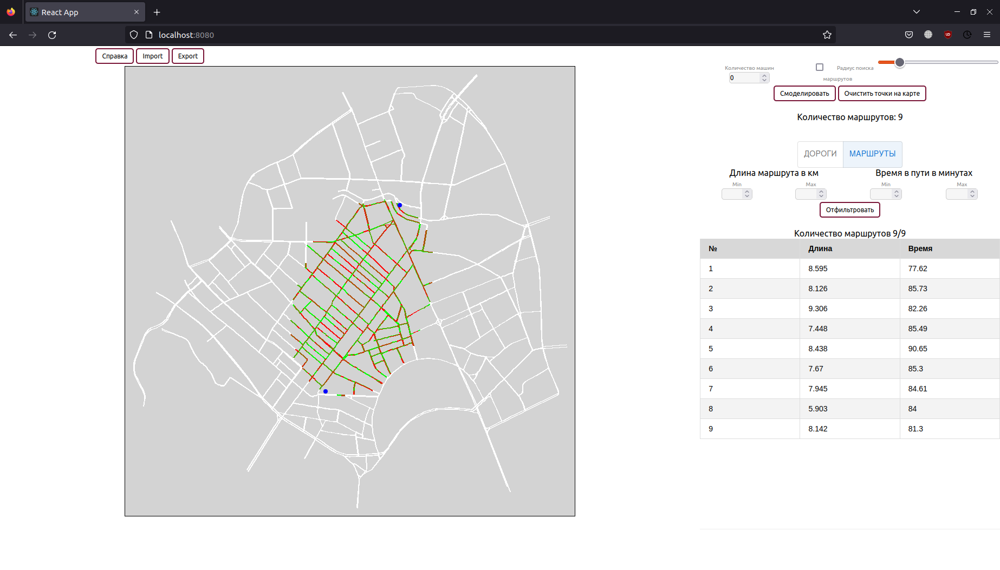 React App
localhost:8080
Справка Import Export
Количество машин
0
Радиус поиска
маршрутов
Смоделировать Очистить точки на карте
Количество маршрутов: 9
ДОРОГИ МАРШРУТЫ
Длина маршрута в км Время в пути в минутах
Min Max Min Max
Отфильтровать
Количество маршрутов 9/9
№ Длина Время
1 8.595 77.62
2 8.126 85.73
3 9.306 82.26
4 7.448 85.49
5 8.438 90.65
6 7.67 85.3
7 7.945 84.61
8 5.903 84
9 8.142 81.3